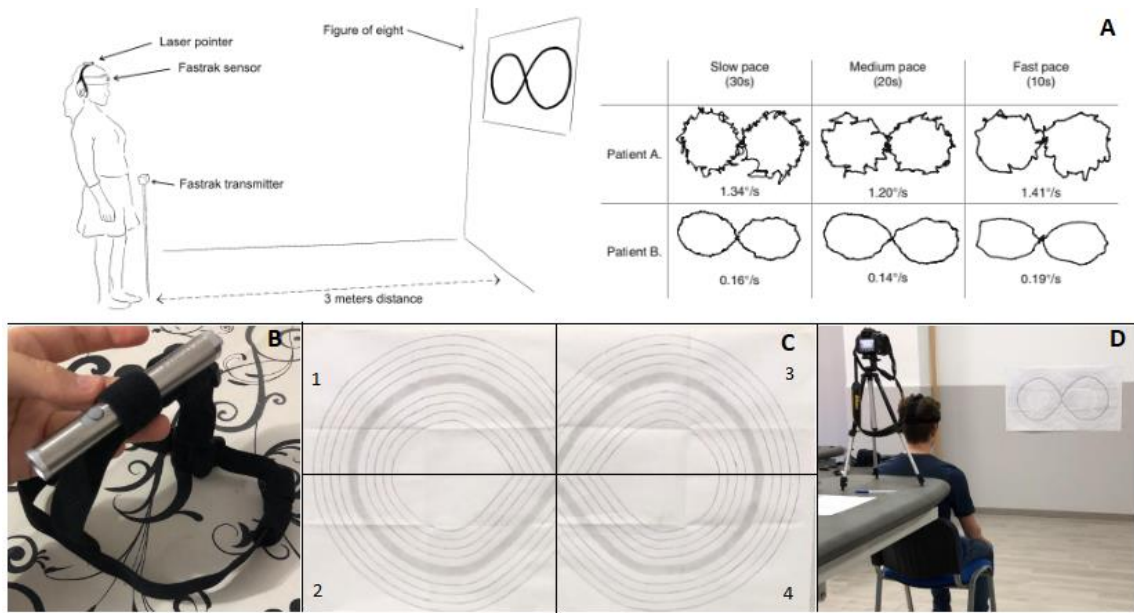 Laser pointer
Fastrak sensor
Fastrak transmitter
Figure of eight
3 meters distance
A
Slow pace
(30s)
Medium pace
(20s)
Fast pace
(10s)
Patient A.
1.34°/s
1.20°/s
1.41°/s
Patient B.
0.16°/s
0.14°/s
0.19°/s
B
C
1
3
2
4
D